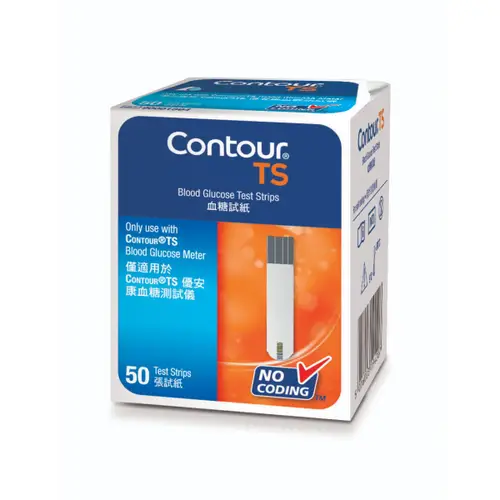 Contour®
TS
Blood Glucose Test Strips
血糖試紙
Only use with
CONTOUR®TS
Blood Glucose Meter
僅適用於
CONTOUR®TS 優安
康血糖測試儀
50 Test Strips
張試紙
NO
CODING
TM
50